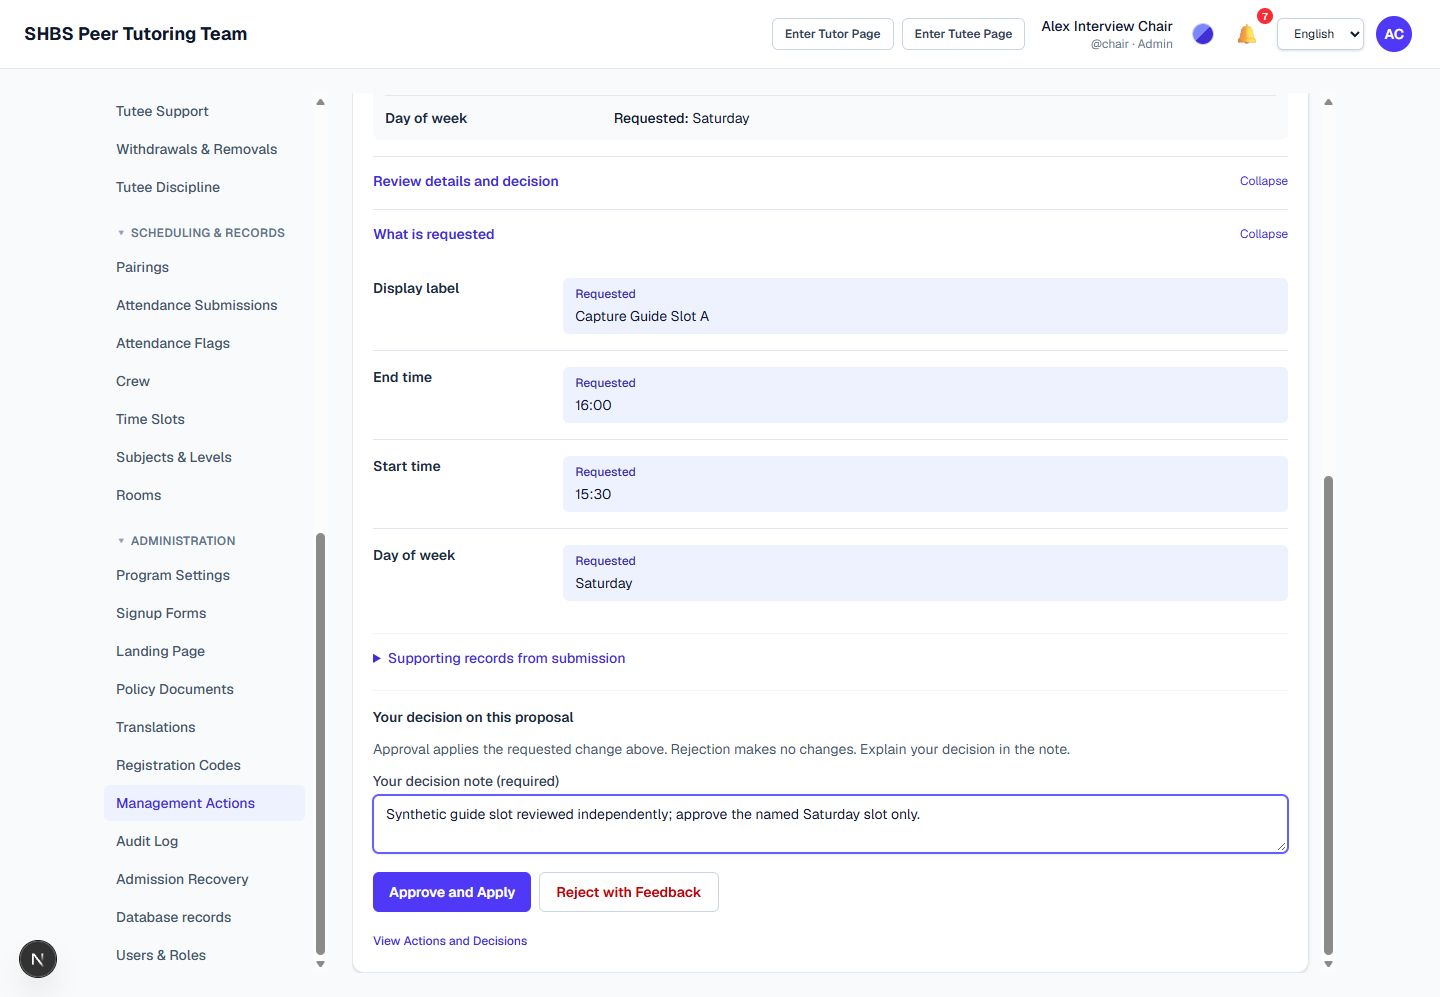 SHBS Peer Tutoring Team
Enter Tutor Page
Enter Tutee Page
Alex Interview Chair
@chair · Admin
7
English
AC
Tutee Support
Withdrawals & Removals
Tutee Discipline
SCHEDULING & RECORDS
Pairings
Attendance Submissions
Attendance Flags
Crew
Time Slots
Subjects & Levels
Rooms
ADMINISTRATION
Program Settings
Signup Forms
Landing Page
Policy Documents
Translations
Registration Codes
Management Actions
Audit Log
Admission Recovery
Database records
Users & Roles
N
Day of week
Requested: Saturday
Review details and decision
Collapse
What is requested
Collapse
Display label
Requested
Capture Guide Slot A
End time
Requested
16:00
Start time
Requested
15:30
Day of week
Requested
Saturday
Supporting records from submission
Your decision on this proposal
Approval applies the requested change above. Rejection makes no changes. Explain your decision in the note.
Your decision note (required)
Synthetic guide slot reviewed independently; approve the named Saturday slot only.
Approve and Apply
Reject with Feedback
View Actions and Decisions